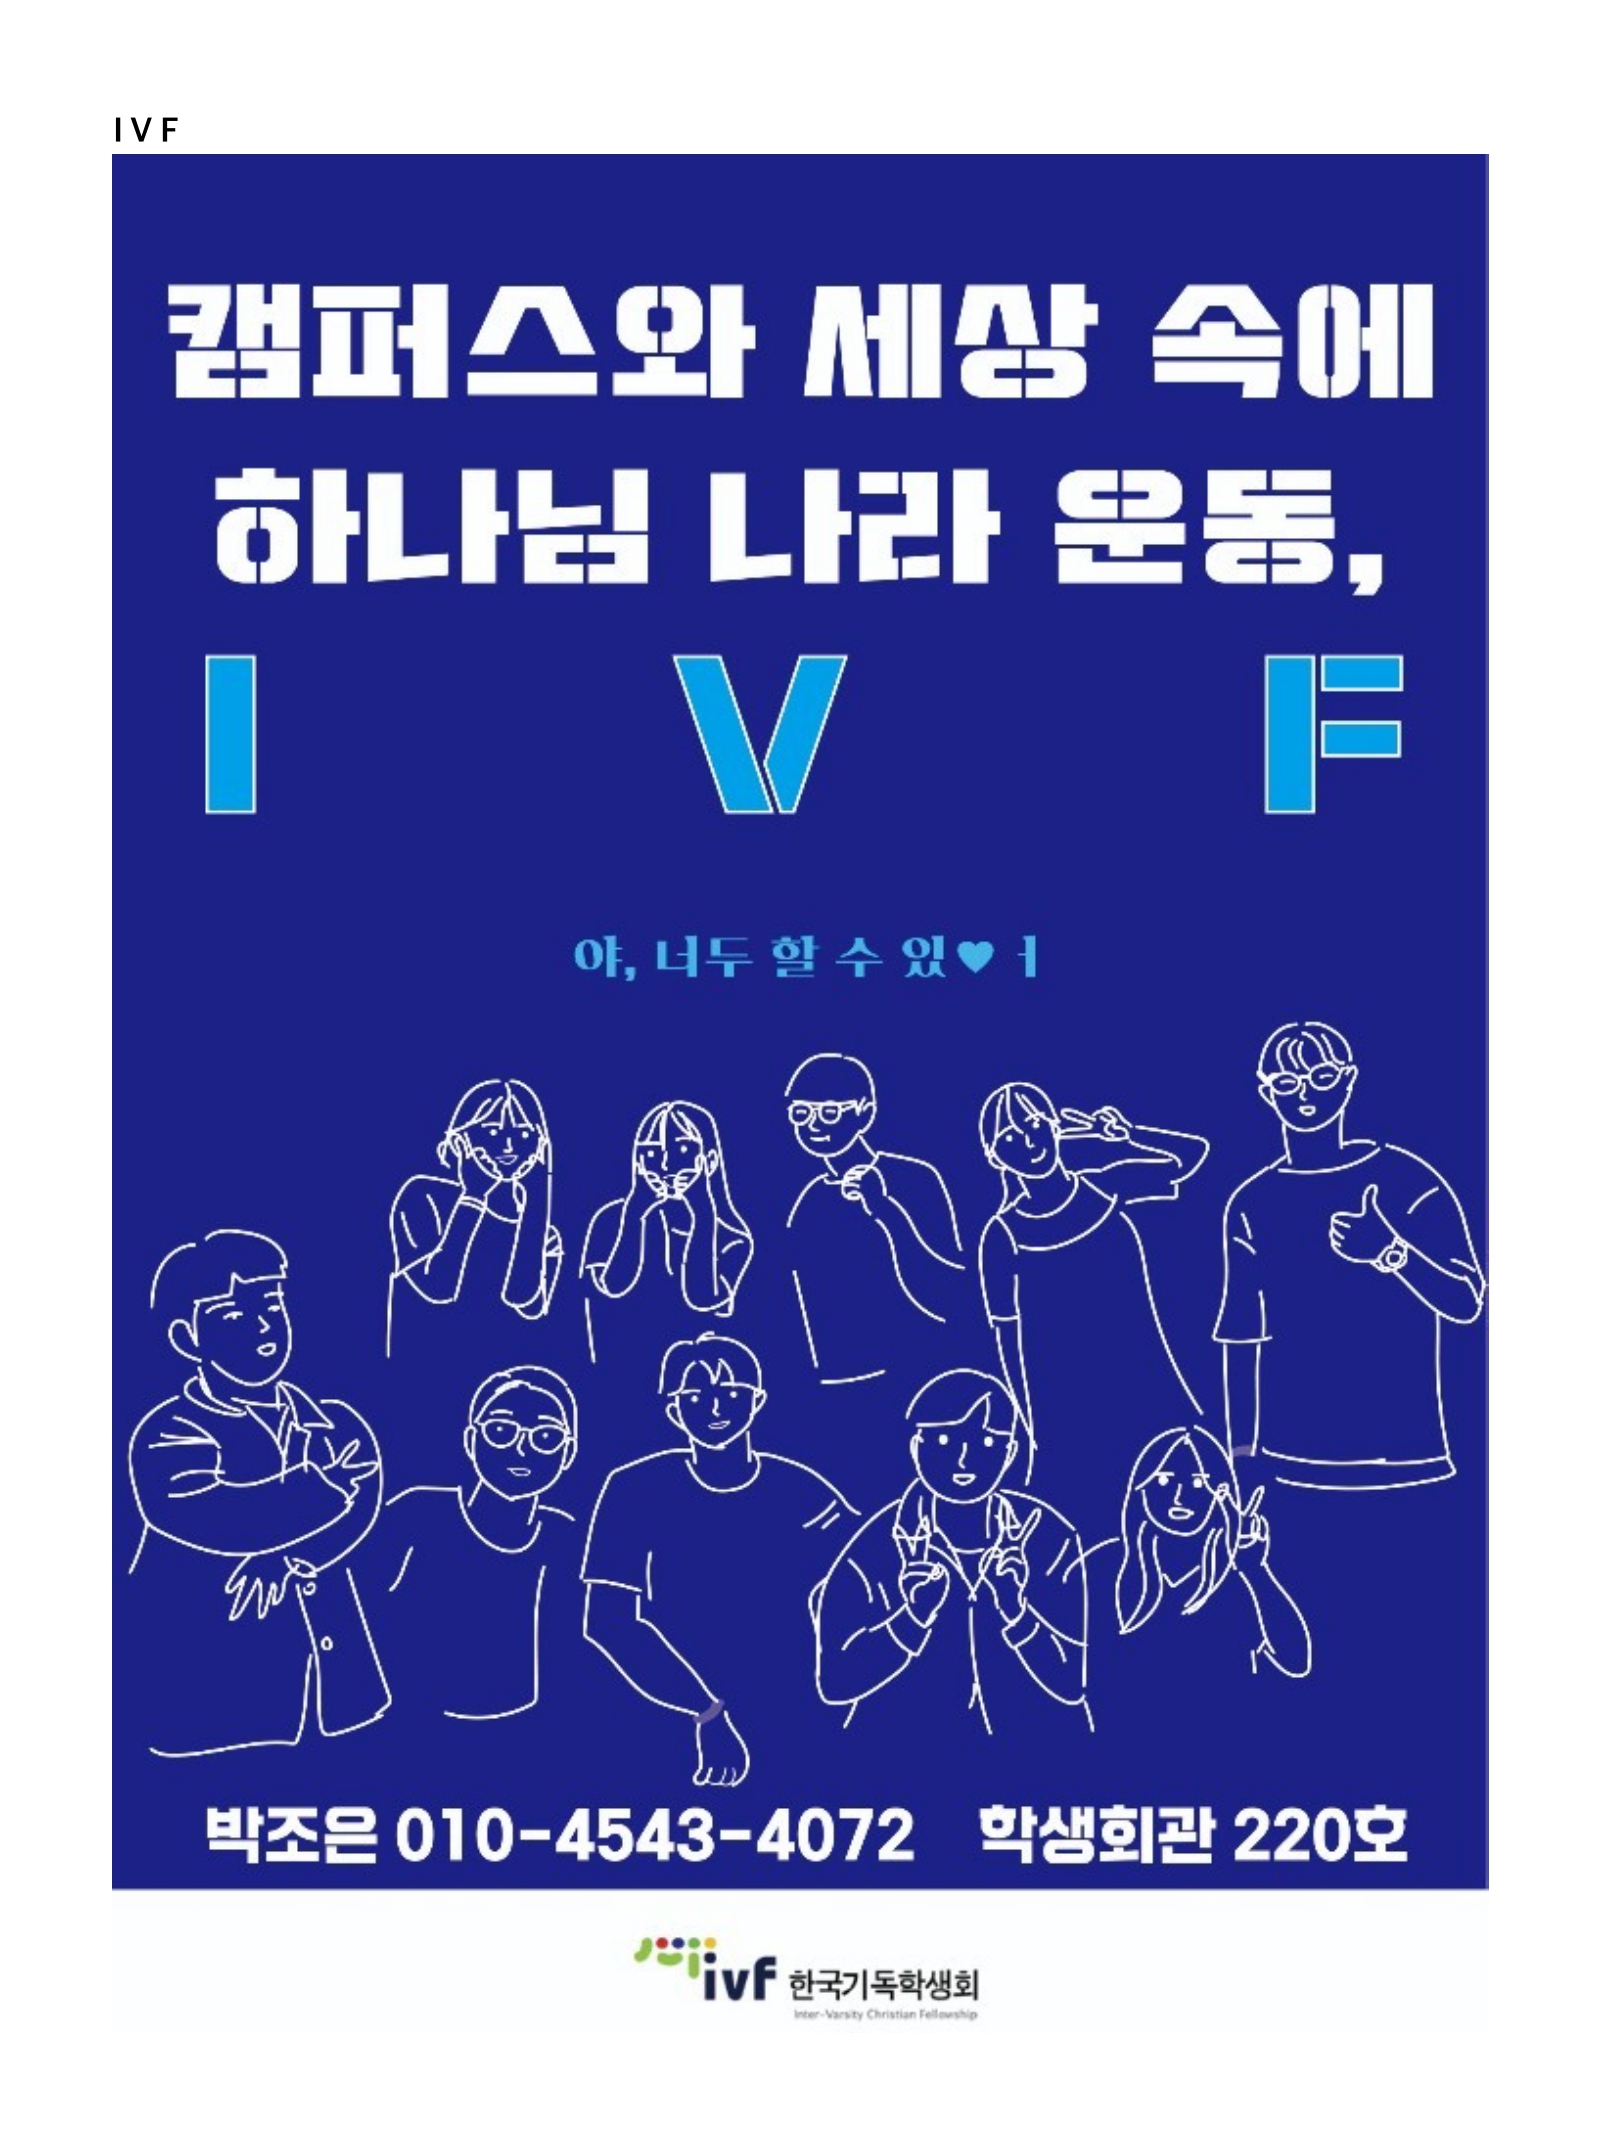 IVF
캠퍼스와 세상 속에
하나님 나라 운동,
I V F
야, 너두 할 수 있♥ㅓ
박조은 010-4543-4072 학생회관 220호
ivf 한국기독학생회
Inter-Varsity Christian Fellowship